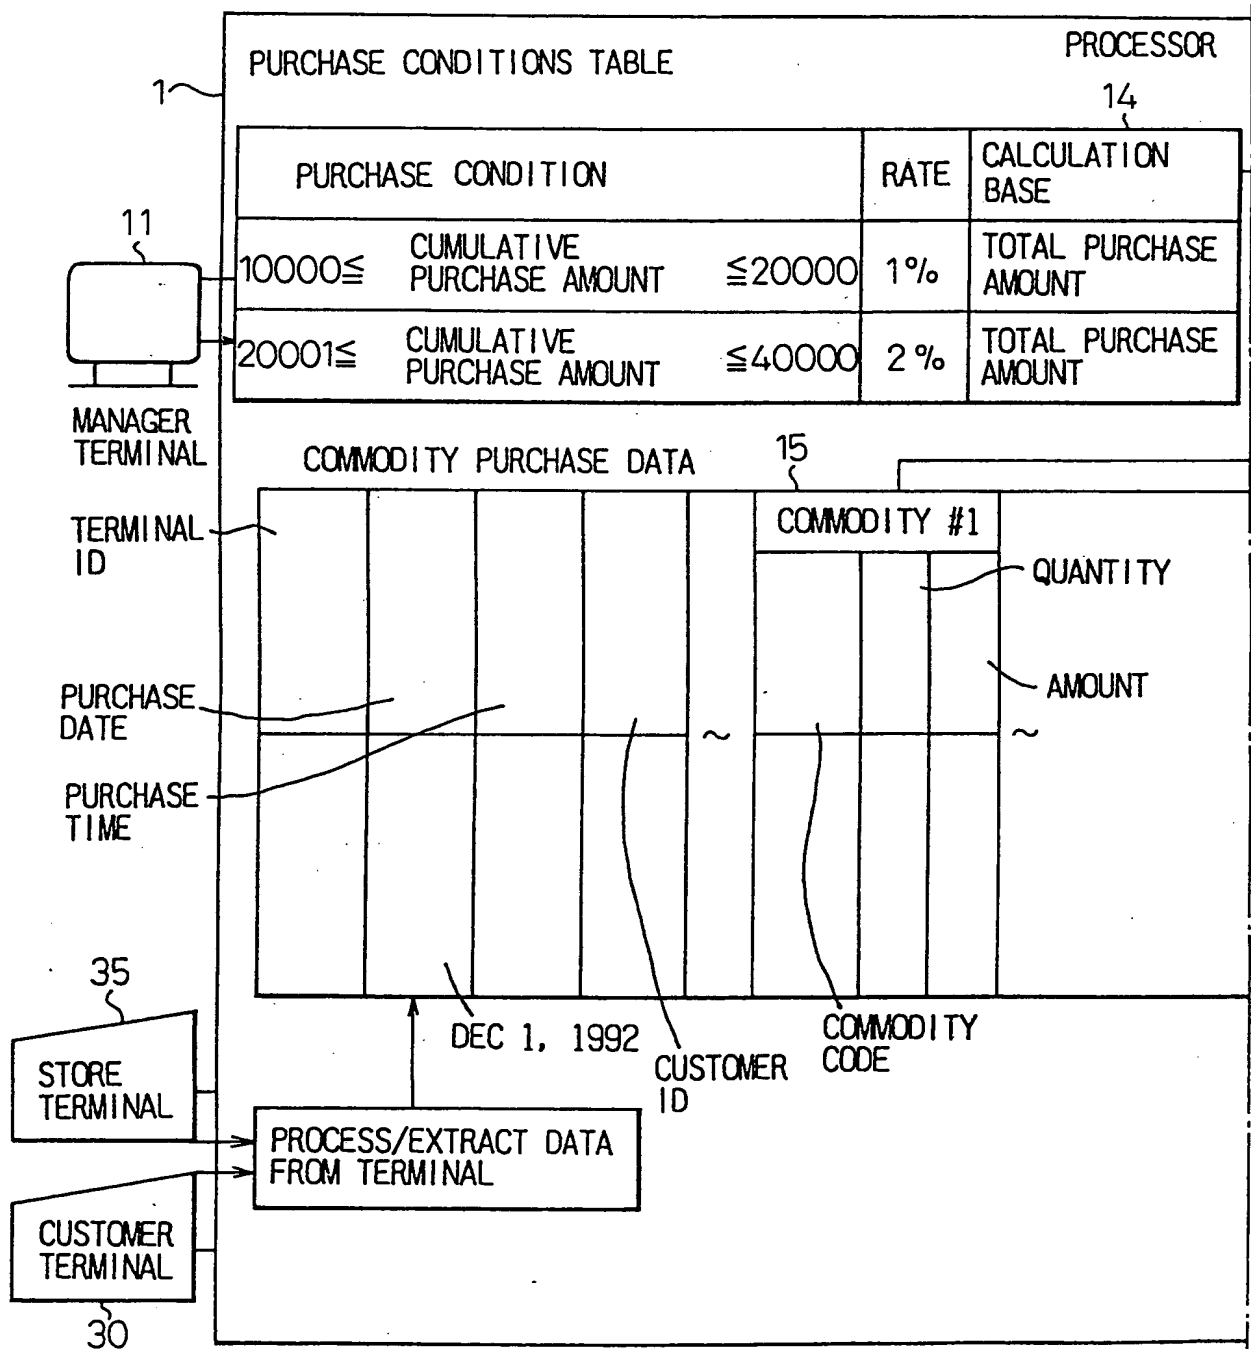 PROCESSOR
PURCHASE CONDITIONS TABLE
1
14
PURCHASE CONDITION
RATE
CALCULATION
BASE
11
10000≦
CUMULATIVE
PURCHASE AMOUNT
≦20000
1%
TOTAL PURCHASE
AMOUNT
20001≦
CUMULATIVE
PURCHASE AMOUNT
≦40000
2%
TOTAL PURCHASE
AMOUNT
MANAGER
TERMINAL
COMMODITY PURCHASE DATA
15
TERMINAL
ID
COMMODITY #1
QUANTITY
AMOUNT
PURCHASE
DATE
~
~
PURCHASE
TIME
35
DEC 1, 1992
CUSTOMER
ID
COMMODITY
CODE
STORE
TERMINAL
PROCESS/EXTRACT DATA
FROM TERMINAL
CUSTOMER
TERMINAL
30